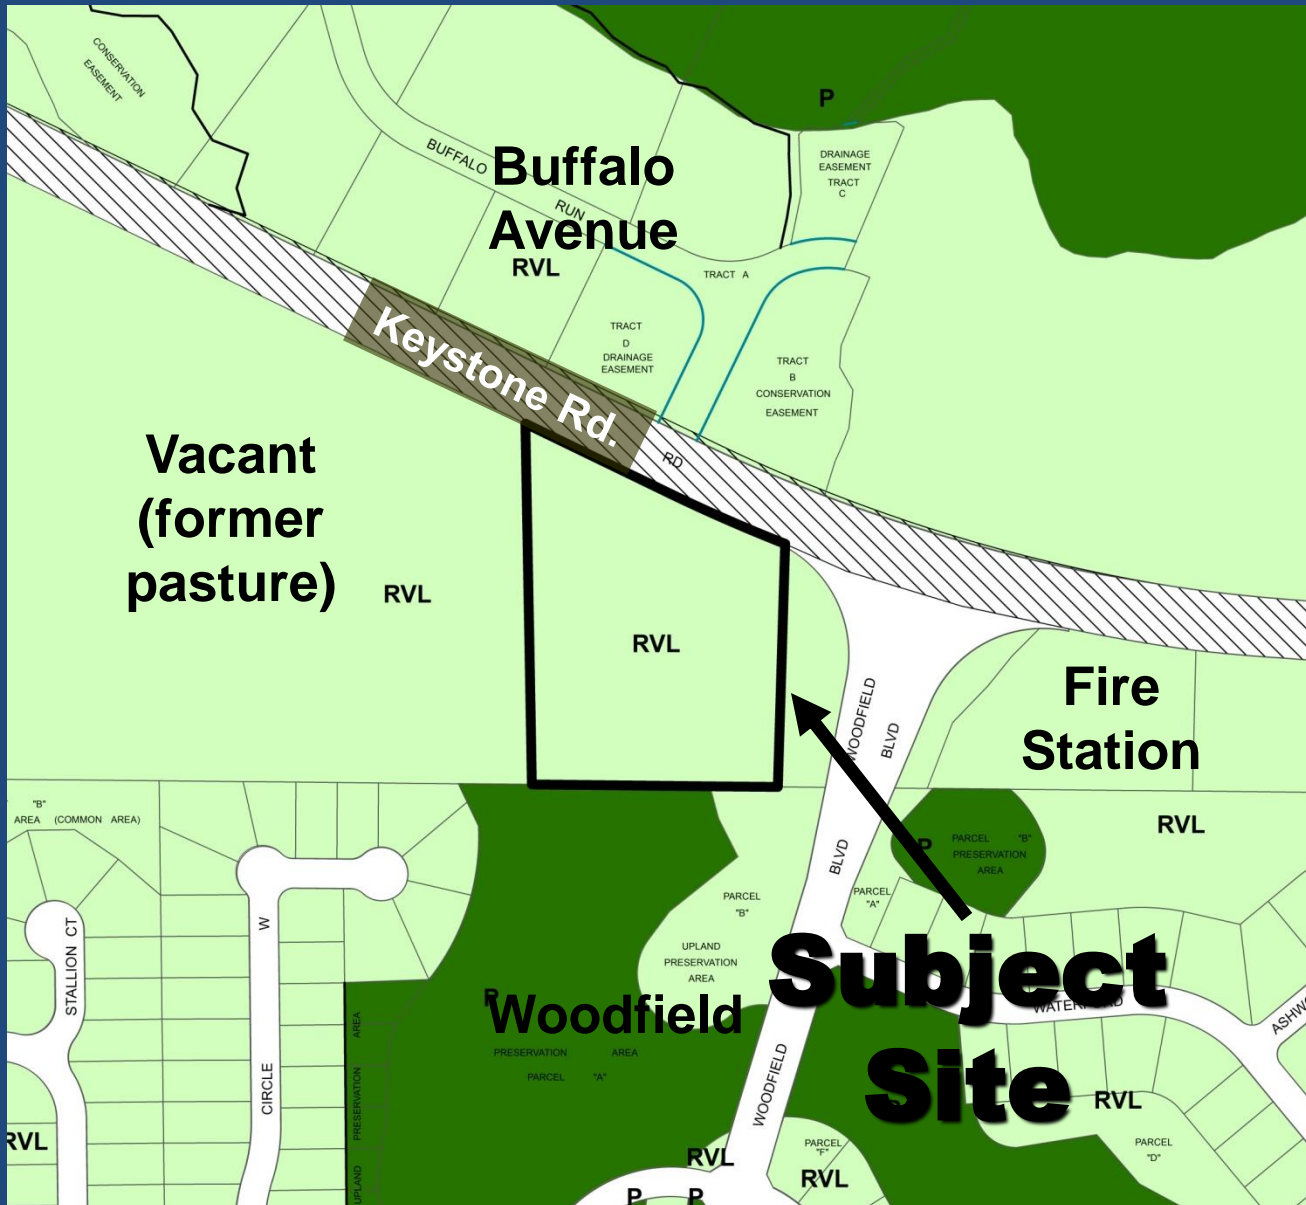 CONSERVATION
EASEMENT
P
BUFFALO
RUN
Buffalo
Avenue
RVL
DRAINAGE
EASEMENT
TRACT
C
TRACT A
TRACT
D
DRAINAGE
EASEMENT
TRACT
B
CONSERVATION
EASEMENT
Keystone Rd.
RD
Vacant
(former
pasture)
RVL
RVL
WOODFIELD
BLVD
Fire
Station
RVL
"B"
AREA (COMMON AREA)
STALLION CT
W
CIRCLE
BLVD
P
PARCEL "B"
PRESERVATION
AREA
PARCEL
"A"
PARCEL
"B"
UPLAND
PRESERVATION
AREA
P
Woodfield
PRESERVATION AREA
PARCEL "A"
AREA
PRESERVATION
UPLAND
WOODFIELD
Subject
Site
RVL
RVL
P P
PARCEL
"F"
RVL
RVL
PARCEL
"D"